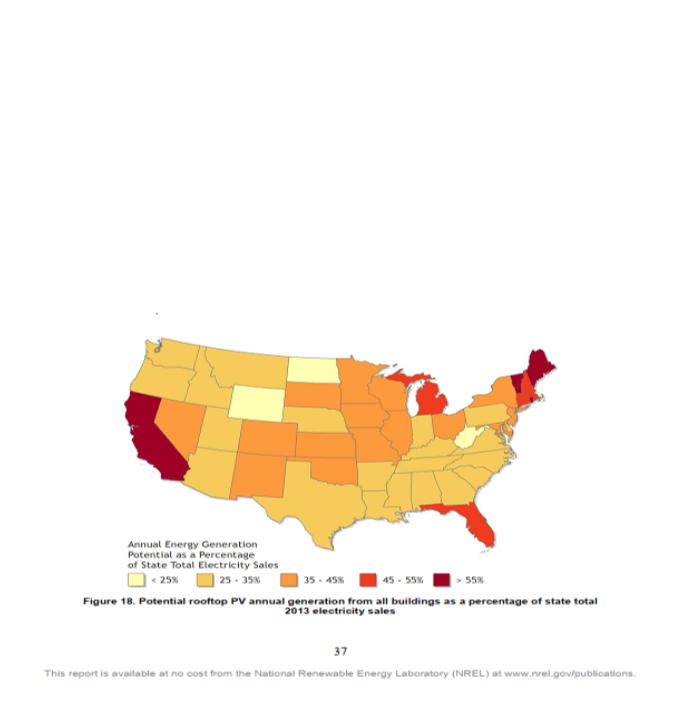 Annual Energy Generation
Potential as a Percentage
of State Total Electricity Sales
< 25% 25 - 35% 35 - 45% 45 - 55% > 55%
Figure 18. Potential rooftop PV annual generation from all buildings as a percentage of state total
2013 electricity sales
37
This report is available at no cost from the National Renewable Energy Laboratory (NREL) at www.nrel.gov/publications.